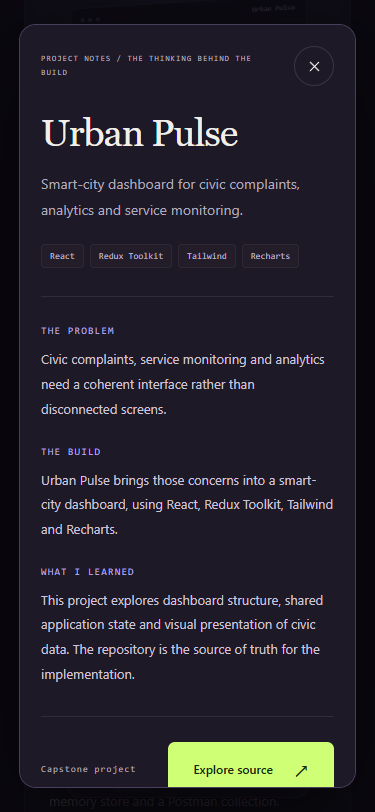 Urban Pulse
PROJECT NOTES / THE THINKING BEHIND THE
BUILD
Urban Pulse
Smart-city dashboard for civic complaints,
analytics and service monitoring.
React
Redux Toolkit
Tailwind
Recharts
THE PROBLEM
Civic complaints, service monitoring and analytics
need a coherent interface rather than
disconnected screens.
THE BUILD
Urban Pulse brings those concerns into a smart-
city dashboard, using React, Redux Toolkit, Tailwind
and Recharts.
WHAT I LEARNED
This project explores dashboard structure, shared
application state and visual presentation of civic
data. The repository is the source of truth for the
implementation.
Capstone project
Explore source ↗
memory store and a Postman collection.